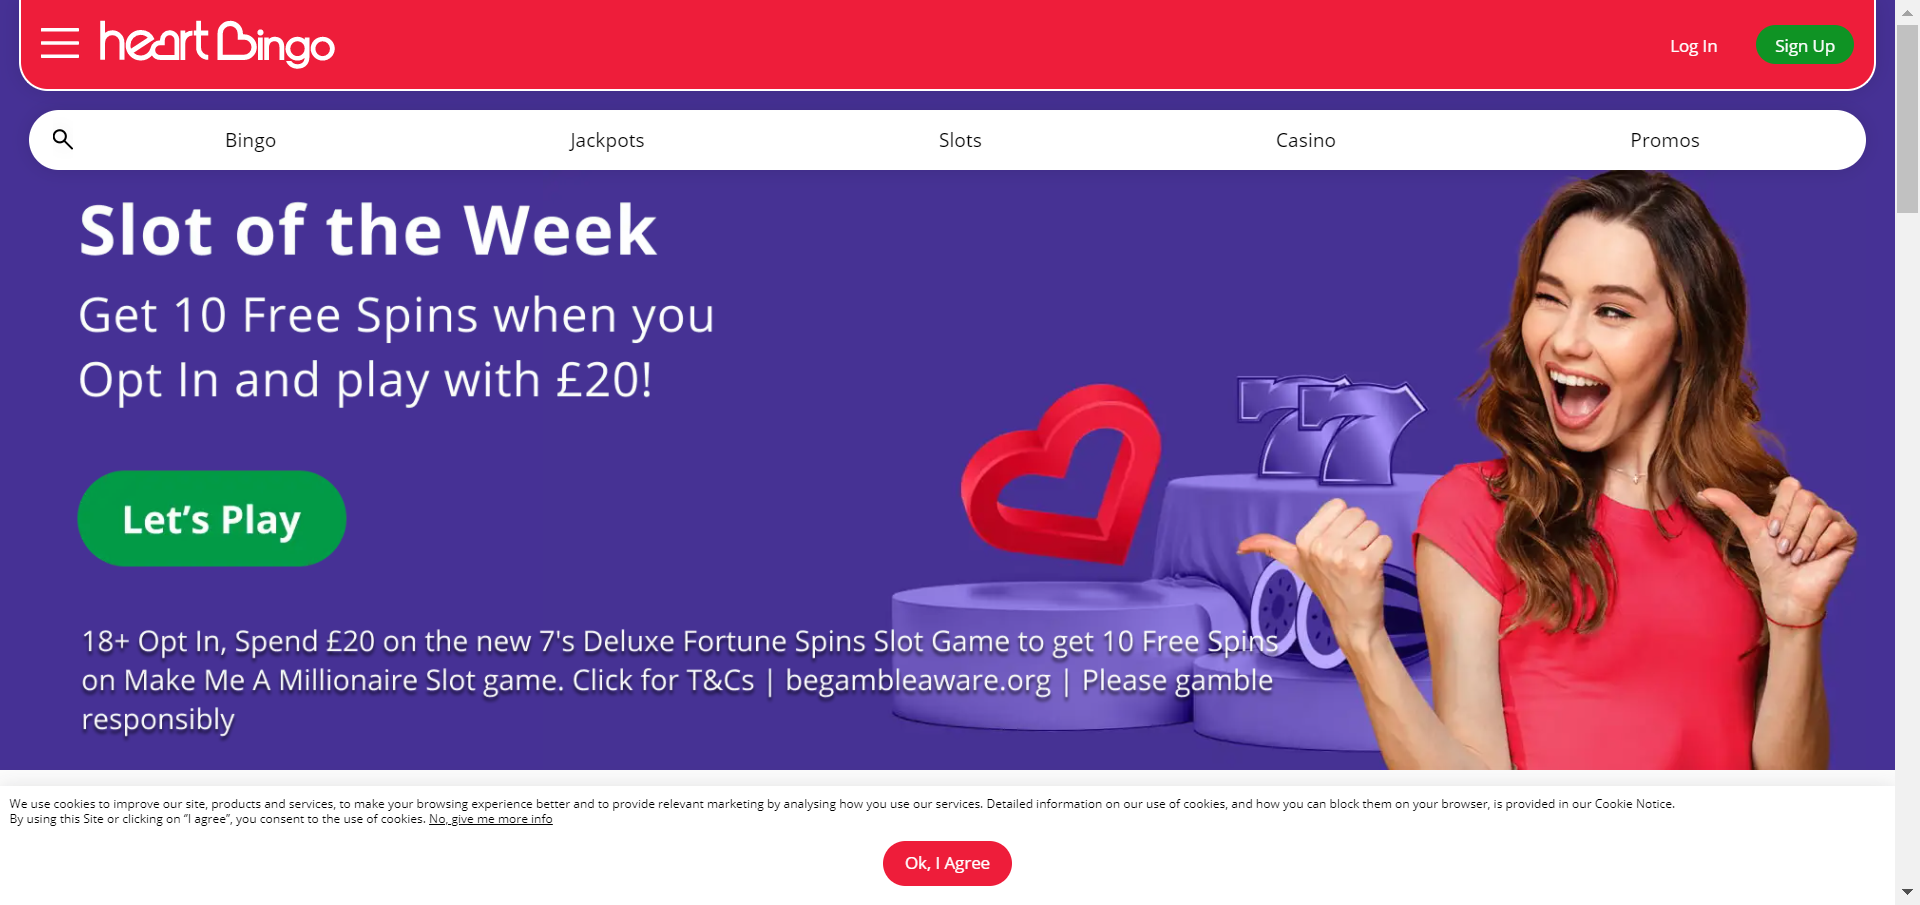 heart Bingo
Log In
Sign Up
Bingo
Jackpots
Slots
Casino
Promos
Slot of the Week
Get 10 Free Spins when you
Opt In and play with £20!
77
Let's Play
18+ Opt In, Spend £20 on the new 7's Deluxe Fortune Spins Slot Game to get 10 Free Spins
on Make Me A Millionaire Slot game. Click for T&Cs | begambleaware.org | Please gamble
responsibly
We use cookies to improve our site, products and services, to make your browsing experience better and to provide relevant marketing by analysing how you use our services. Detailed information on our use of cookies, and how you can block them on your browser, is provided in our Cookie Notice.
By using this Site or clicking on “I agree”, you consent to the use of cookies. No, give me more info
Ok, I Agree